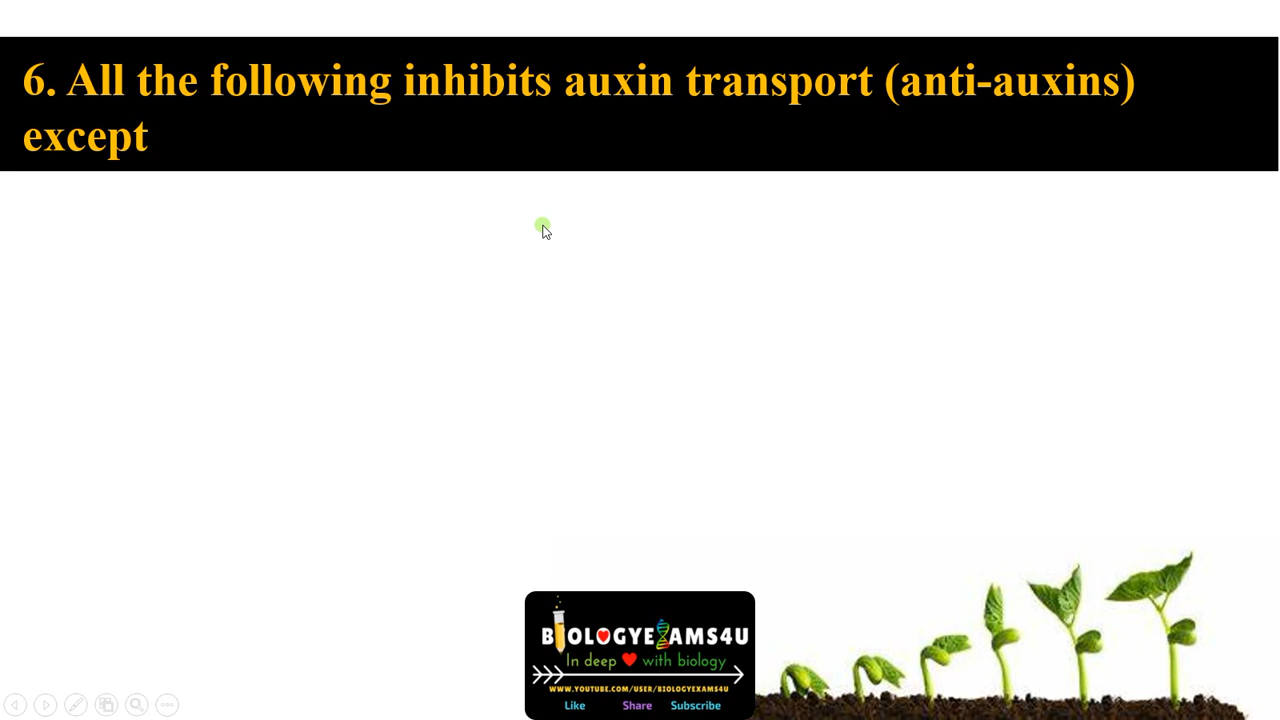 6. All the following inhibits auxin transport (anti-auxins)
except
BIOLOGYEXAMS4U
In deep ❤ with biology
WWW.YOUTUBE.COM/USER/BIOLOGYEXAMS4U
Like Share Subscribe